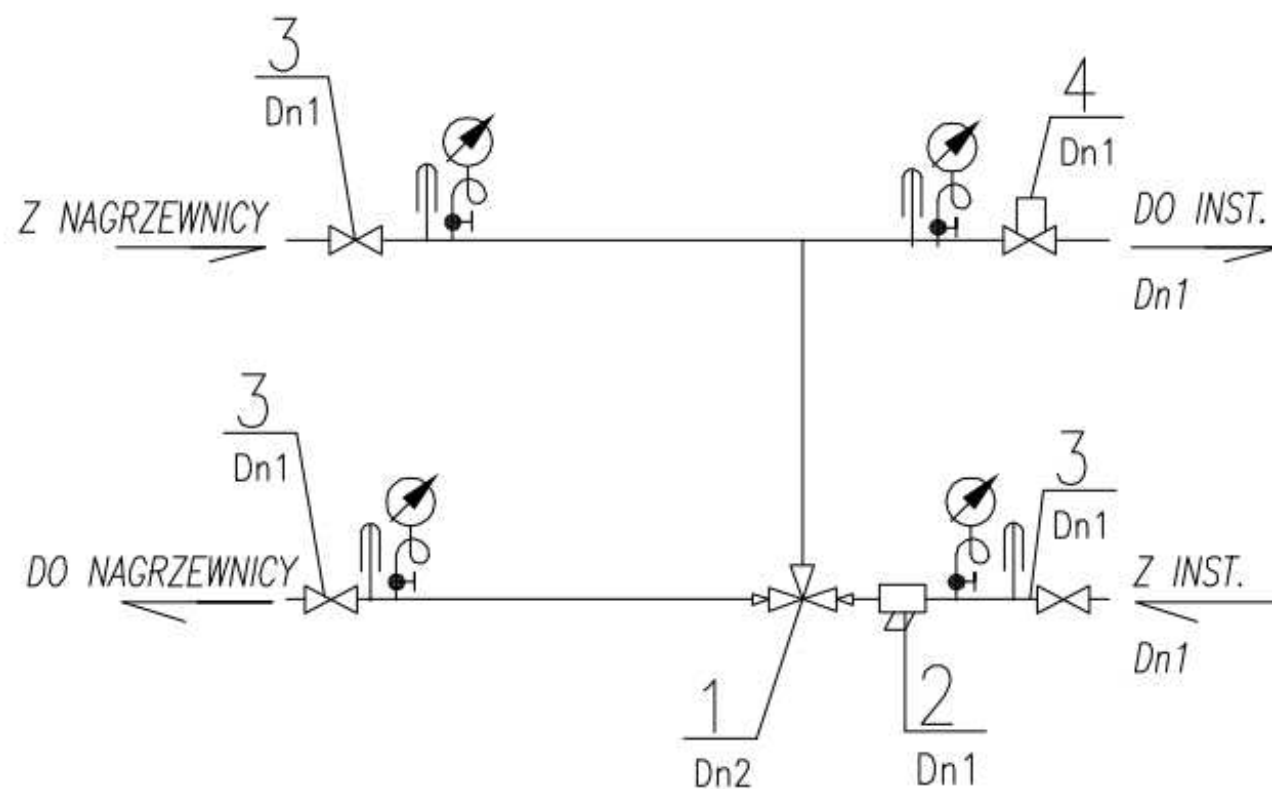 3
Dn1
4
Dn1
Z NAGRZEWNICY
DO INST.
Dn1
3
Dn1
3
Dn1
DO NAGRZEWNICY
Z INST.
Dn1
1
Dn2
2
Dn1